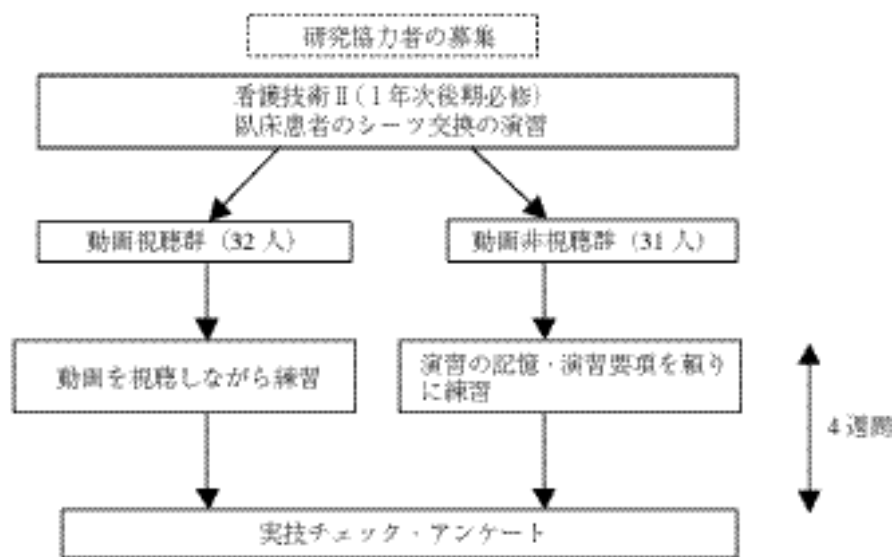 研究協力者の募集
看護技術Ⅱ(1年次後期必修)
臥床患者のシーツ交換の演習
動画視聴群(32人)
動画非視聴群(31人)
動画を視聴しながら練習
演習の記憶・演習要項を頼り
に練習
4週間
実技チェック・アンケート